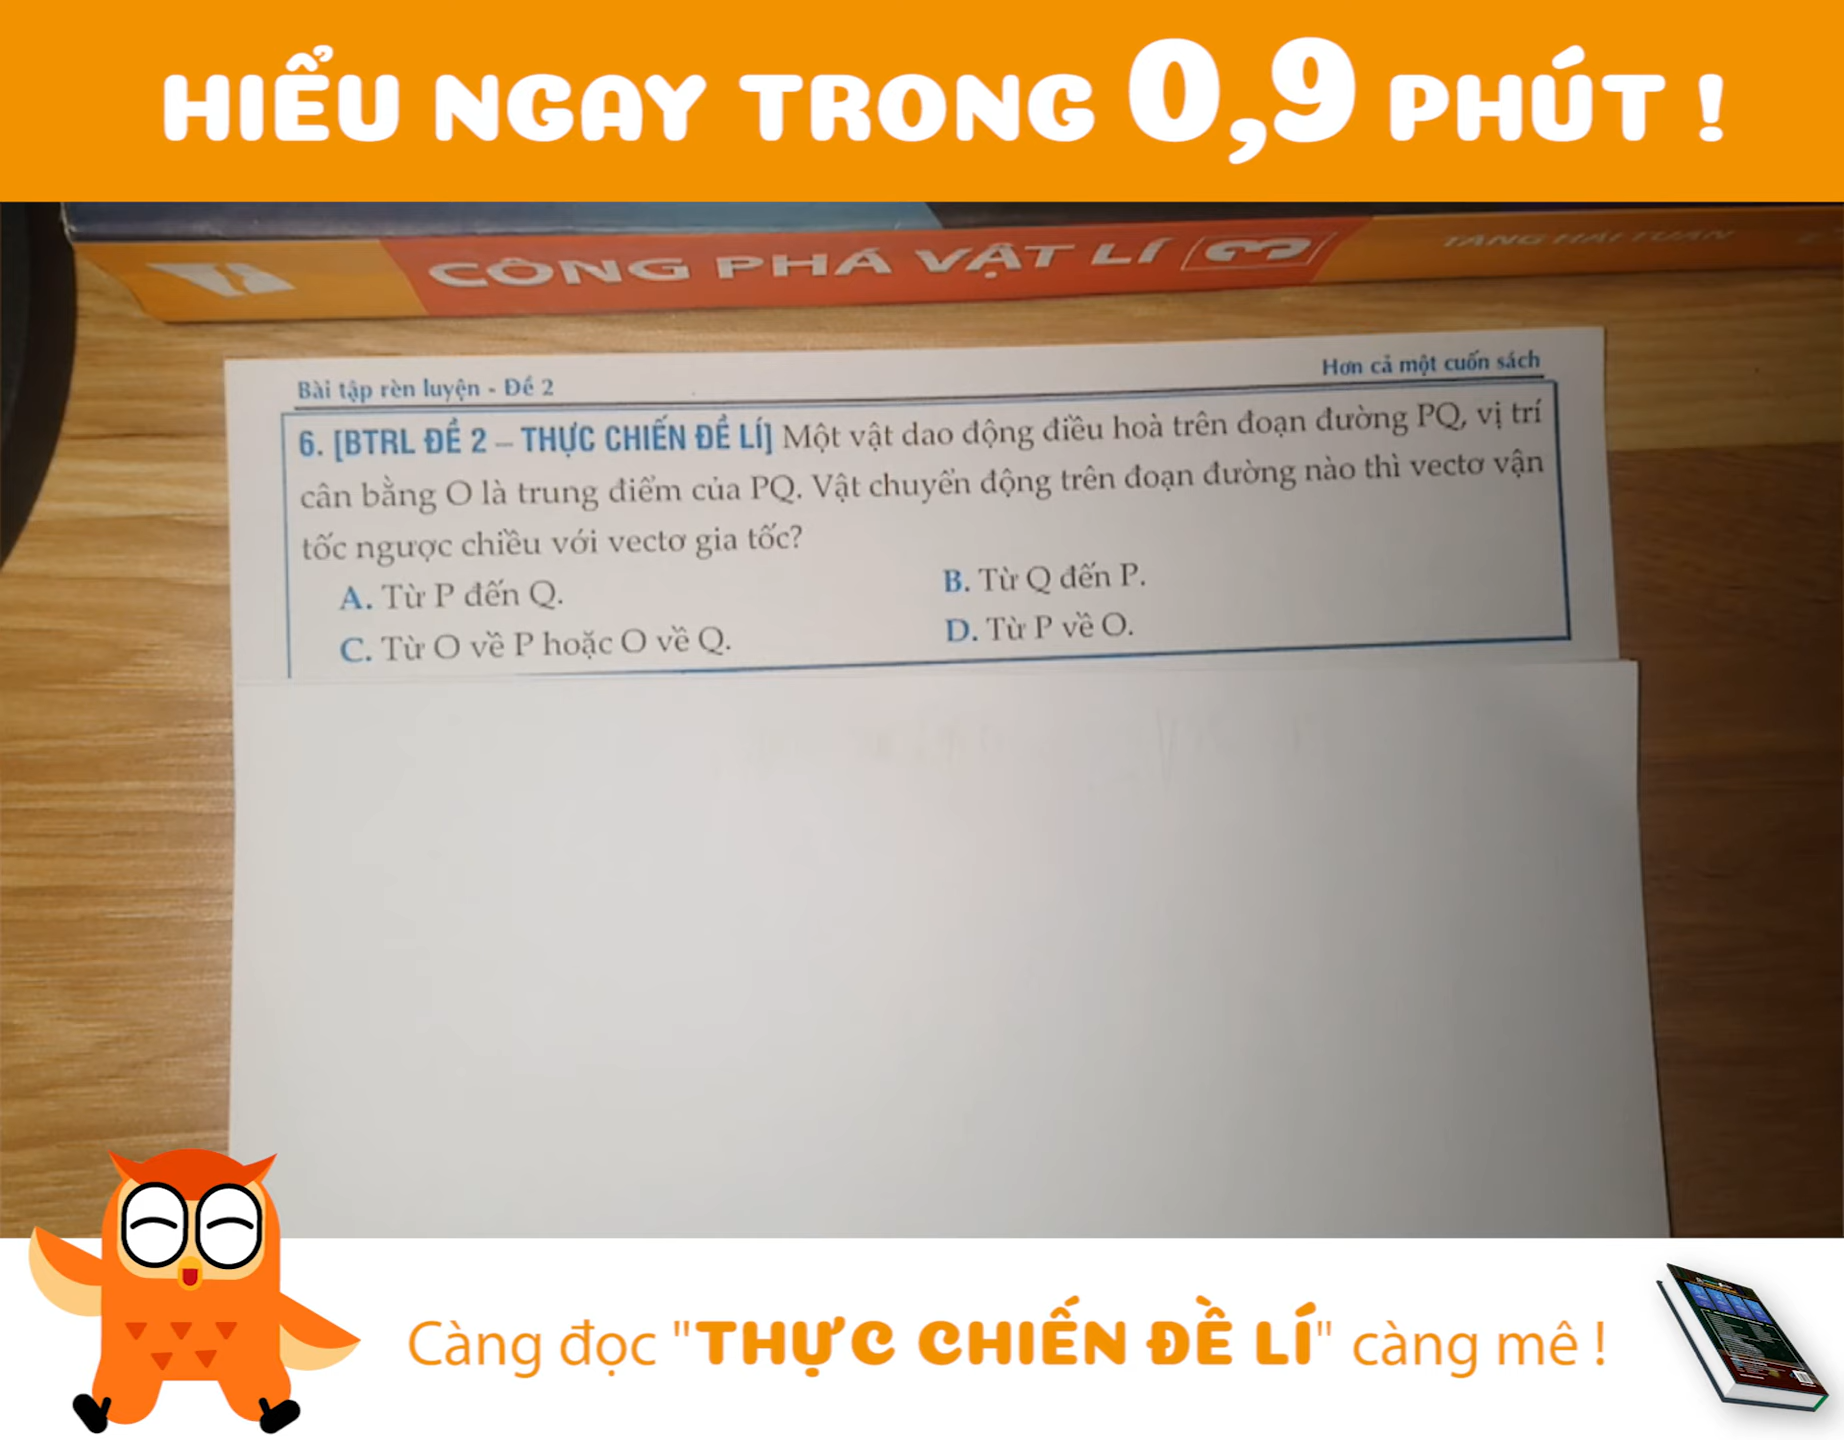 HIỂU NGAY TRONG 0,9 PHÚT !
CÔNG PHÁ VẬT LÍ 3 TĂNG HẢI TUÂN
Bài tập rèn luyện - Đề 2
Hơn cả một cuốn sách
6. [BTRL ĐỀ 2 – THỰC CHIẾN ĐỀ LÍ] Một vật dao động điều hoà trên đoạn đường PQ, vị trí
cân bằng O là trung điểm của PQ. Vật chuyển động trên đoạn đường nào thì vectơ vận
tốc ngược chiều với vectơ gia tốc?
A. Từ P đến Q.
B. Từ Q đến P.
C. Từ O về P hoặc O về Q.
D. Từ P về O.
Càng đọc "THỰC CHIẾN ĐỀ LÍ" càng mê !